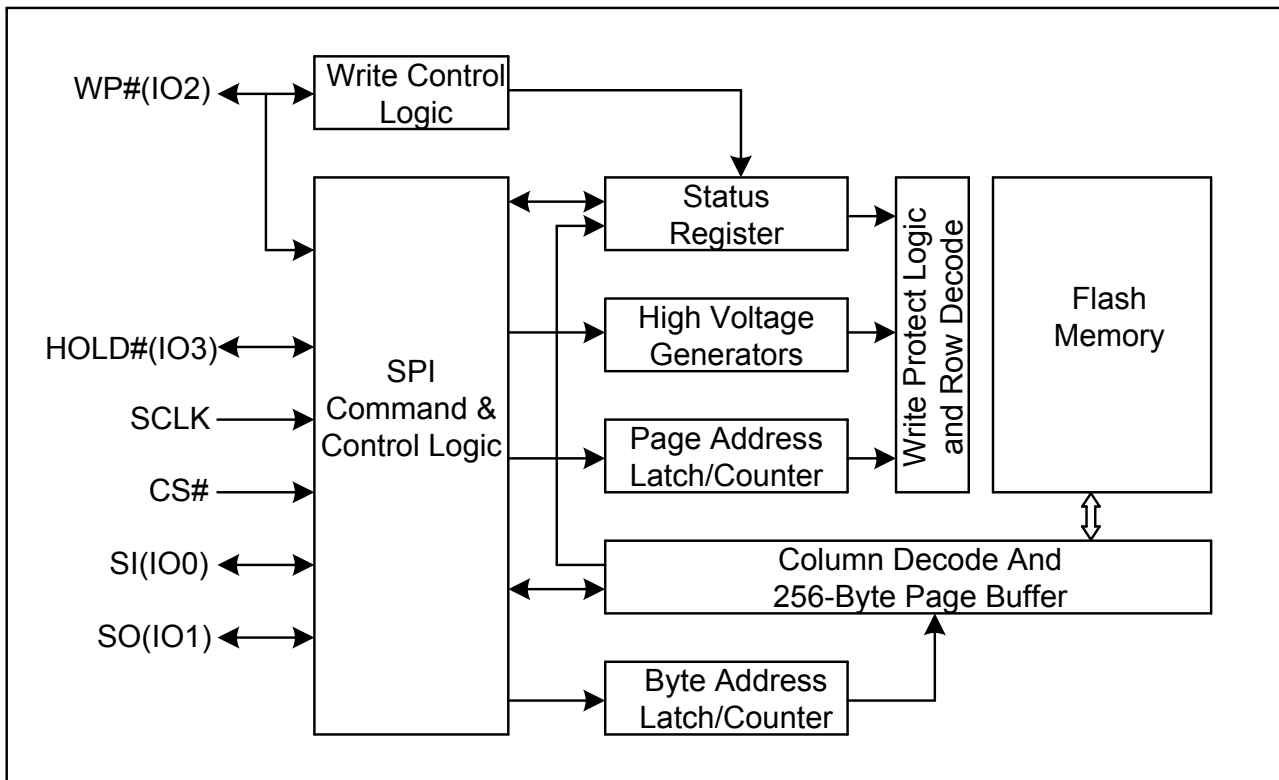 WP#(IO2)
Write Control
Logic
Status
Register
Write Protect Logic
and Row Decode
Flash
Memory
HOLD#(IO3)
SPI
Command &
Control Logic
High Voltage
Generators
SCLK
Page Address
Latch/Counter
CS#
SI(IO0)
Column Decode And
256-Byte Page Buffer
SO(IO1)
Byte Address
Latch/Counter